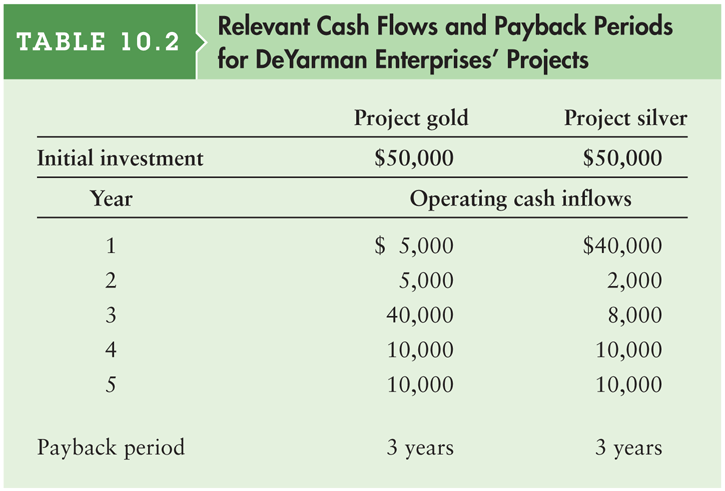 TABLE 10.2
Relevant Cash Flows and Payback Periods
for DeYarman Enterprises’ Projects
Project gold Project silver
Initial investment $50,000 $50,000
Year Operating cash inflows
1 $ 5,000 $40,000
2 5,000 2,000
3 40,000 8,000
4 10,000 10,000
5 10,000 10,000
Payback period 3 years 3 years